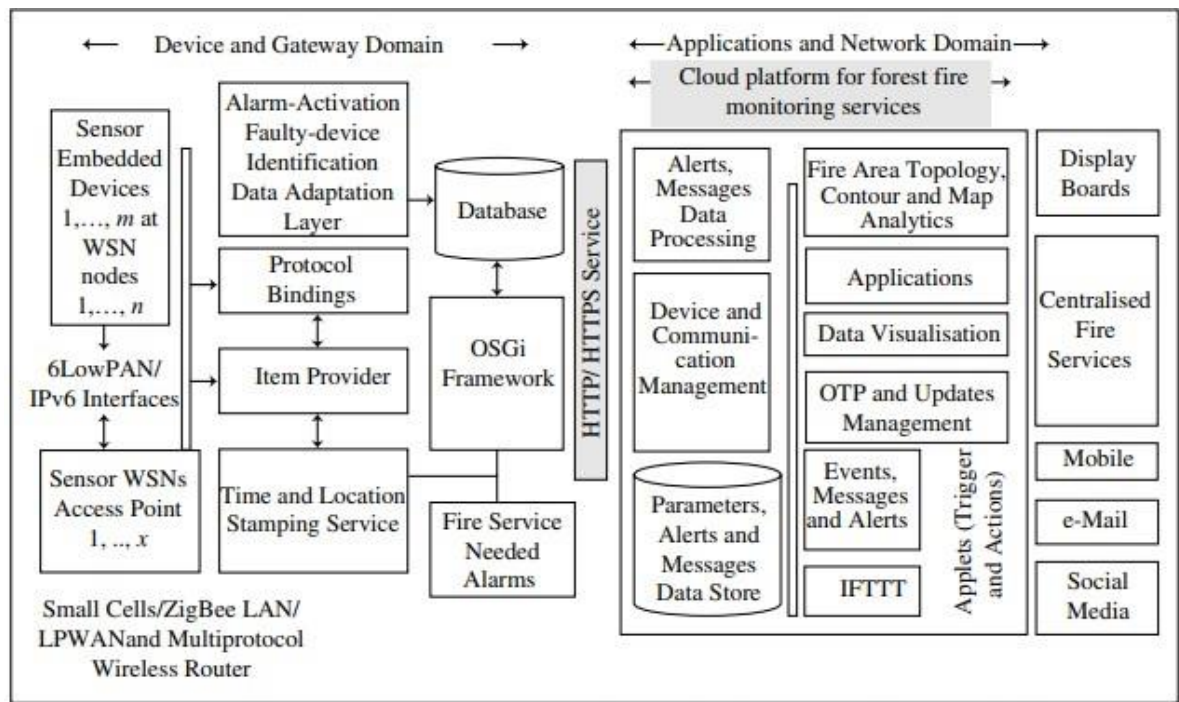 Device and Gateway Domain
Applications and Network Domain
Cloud platform for forest fire
monitoring services
Sensor
Embedded
Devices
1,…, m at
WSN
nodes
1,…, n
6LowPAN/
IPv6 Interfaces
Sensor WSNs
Access Point
1, .., x
Small Cells/ZigBee LAN/
LPWANand Multiprotocol
Wireless Router
Alarm-Activation
Faulty-device
Identification
Data Adaptation
Layer
Protocol
Bindings
Item Provider
Time and Location
Stamping Service
Database
OSGi
Framework
Fire Service
Needed
Alarms
HTTP/ HTTPS Service
Alerts,
Messages
Data
Processing
Device and
Communi-
cation
Management
Parameters,
Alerts and
Messages
Data Store
Fire Area Topology,
Contour and Map
Analytics
Applications
Data Visualisation
OTP and Updates
Management
Events,
Messages
and Alerts
IFTTT
Applets (Trigger
and Actions)
Display
Boards
Centralised
Fire
Services
Mobile
e-Mail
Social
Media